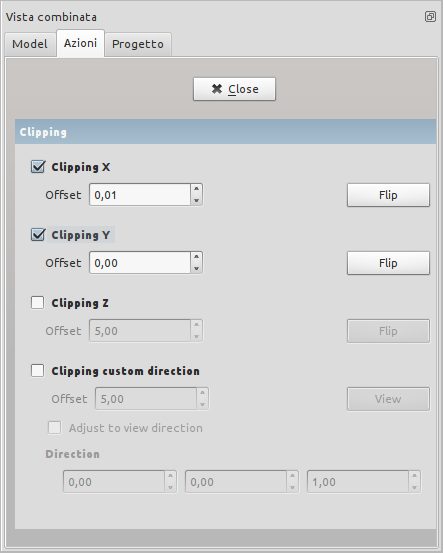 Vista combinata
Model Azioni Progetto
✖ Close
Clipping
Clipping X
Offset 0,01 Flip
Clipping Y
Offset 0,00 Flip
Clipping Z
Offset 5,00 Flip
Clipping custom direction
Offset 5,00 View
Adjust to view direction
Direction
0,00 0,00 1,00